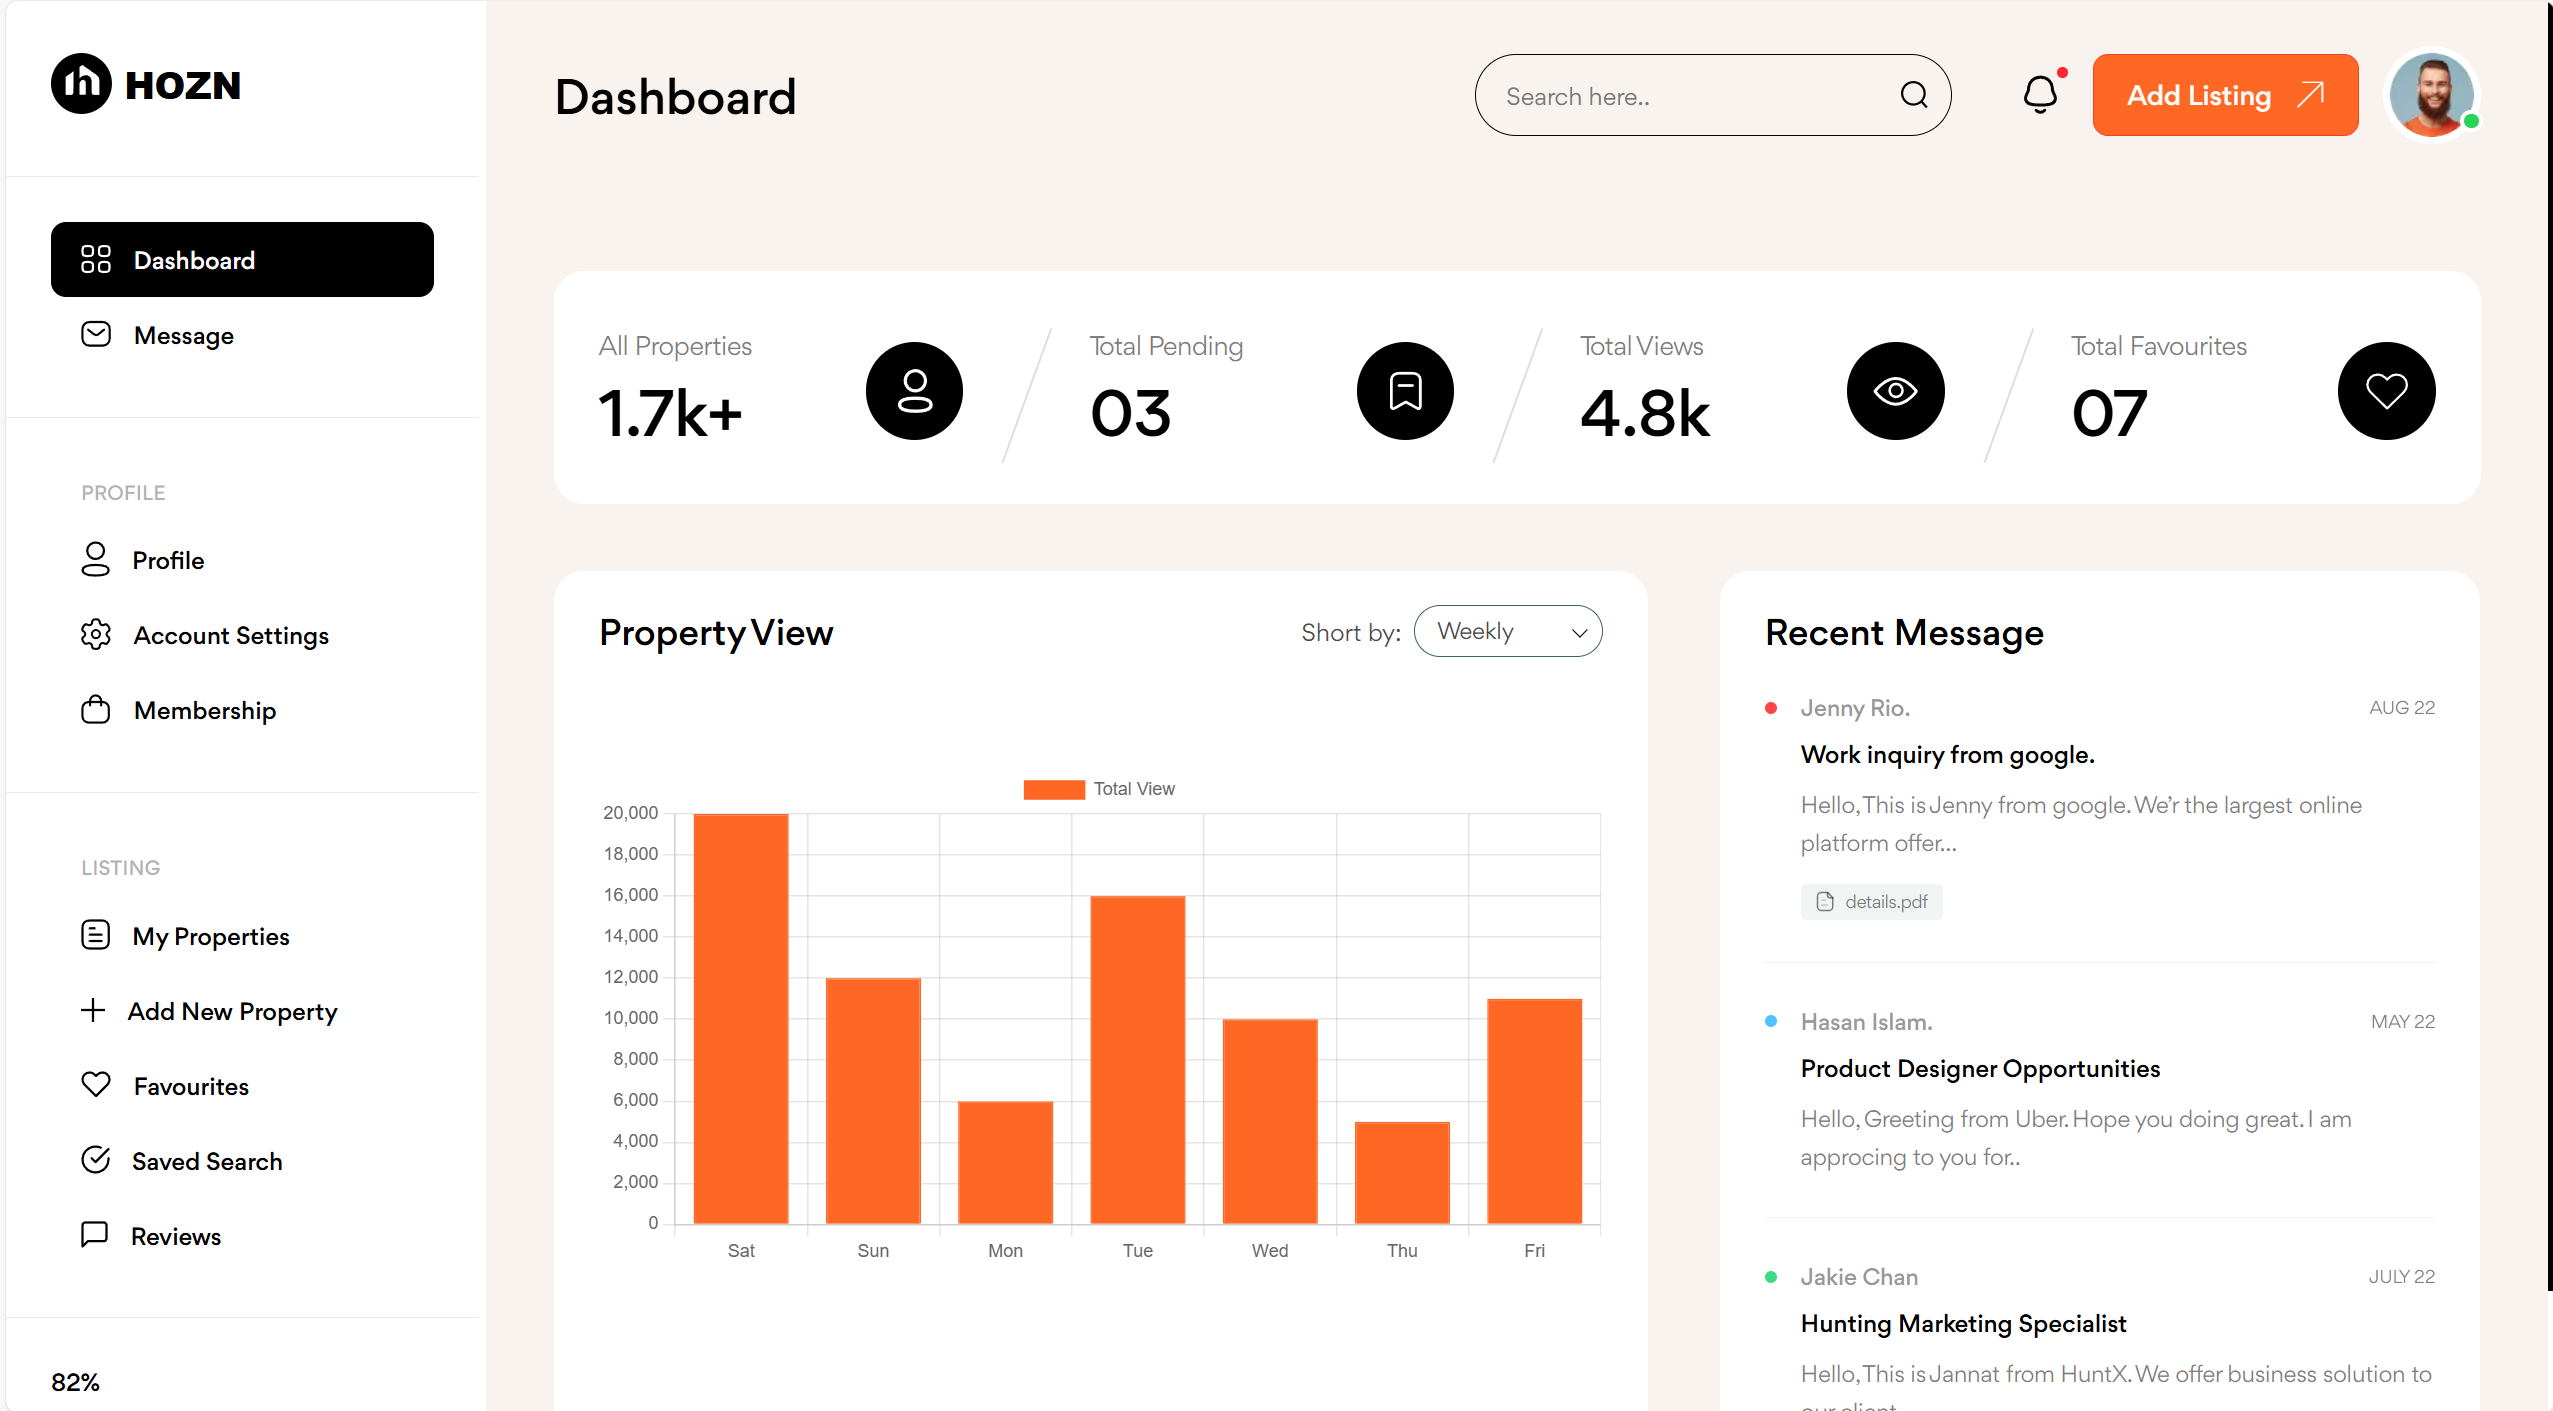 HOZN
Dashboard
Message
PROFILE
Profile
Account Settings
Membership
LISTING
My Properties
Add New Property
Favourites
Saved Search
Reviews
82%
Dashboard
Search here..
Add Listing
All Properties
1.7k+
Total Pending
03
Total Views
4.8k
Total Favourites
07
Property View
Short by:
Weekly
Total View
20,000
18,000
16,000
14,000
12,000
10,000
8,000
6,000
4,000
2,000
0
Sat
Sun
Mon
Tue
Wed
Thu
Fri
Recent Message
Jenny Rio.
AUG 22
Work inquiry from google.
Hello, This is Jenny from google. We’r the largest online
platform offer...
details.pdf
Hasan Islam.
MAY 22
Product Designer Opportunities
Hello, Greeting from Uber. Hope you doing great. I am
approcing to you for..
Jakie Chan
JULY 22
Hunting Marketing Specialist
Hello, This is Jannat from HuntX. We offer business solution to
our client